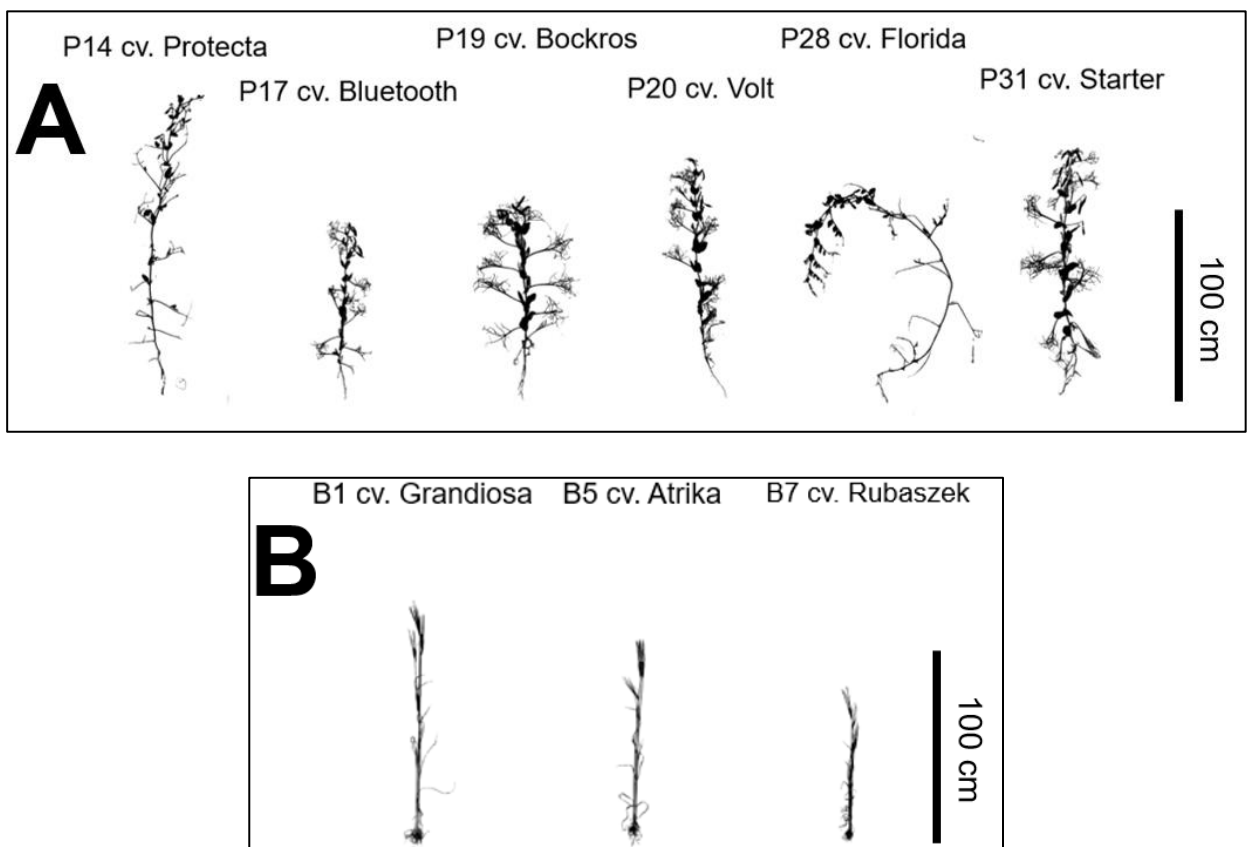 P14 cv. Protecta
P19 cv. Bockros
P28 cv. Florida
A
P17 cv. Bluetooth
P20 cv. Volt
P31 cv. Starter
100 cm
B1 cv. Grandiosa
B5 cv. Atrika
B7 cv. Rubaszek
B
100 cm